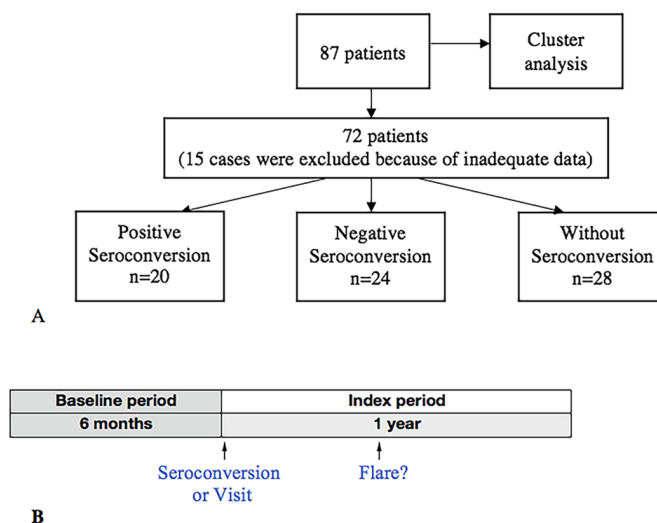 87 patients
Cluster
analysis
72 patients
(15 cases were excluded because of inadequate data)
Positive
Seroconversion
n=20
Negative
Seroconversion
n=24
Without
Seroconversion
n=28
A
Baseline period
Index period
6 months
1 year
Seroconversion
or Visit
Flare?
B